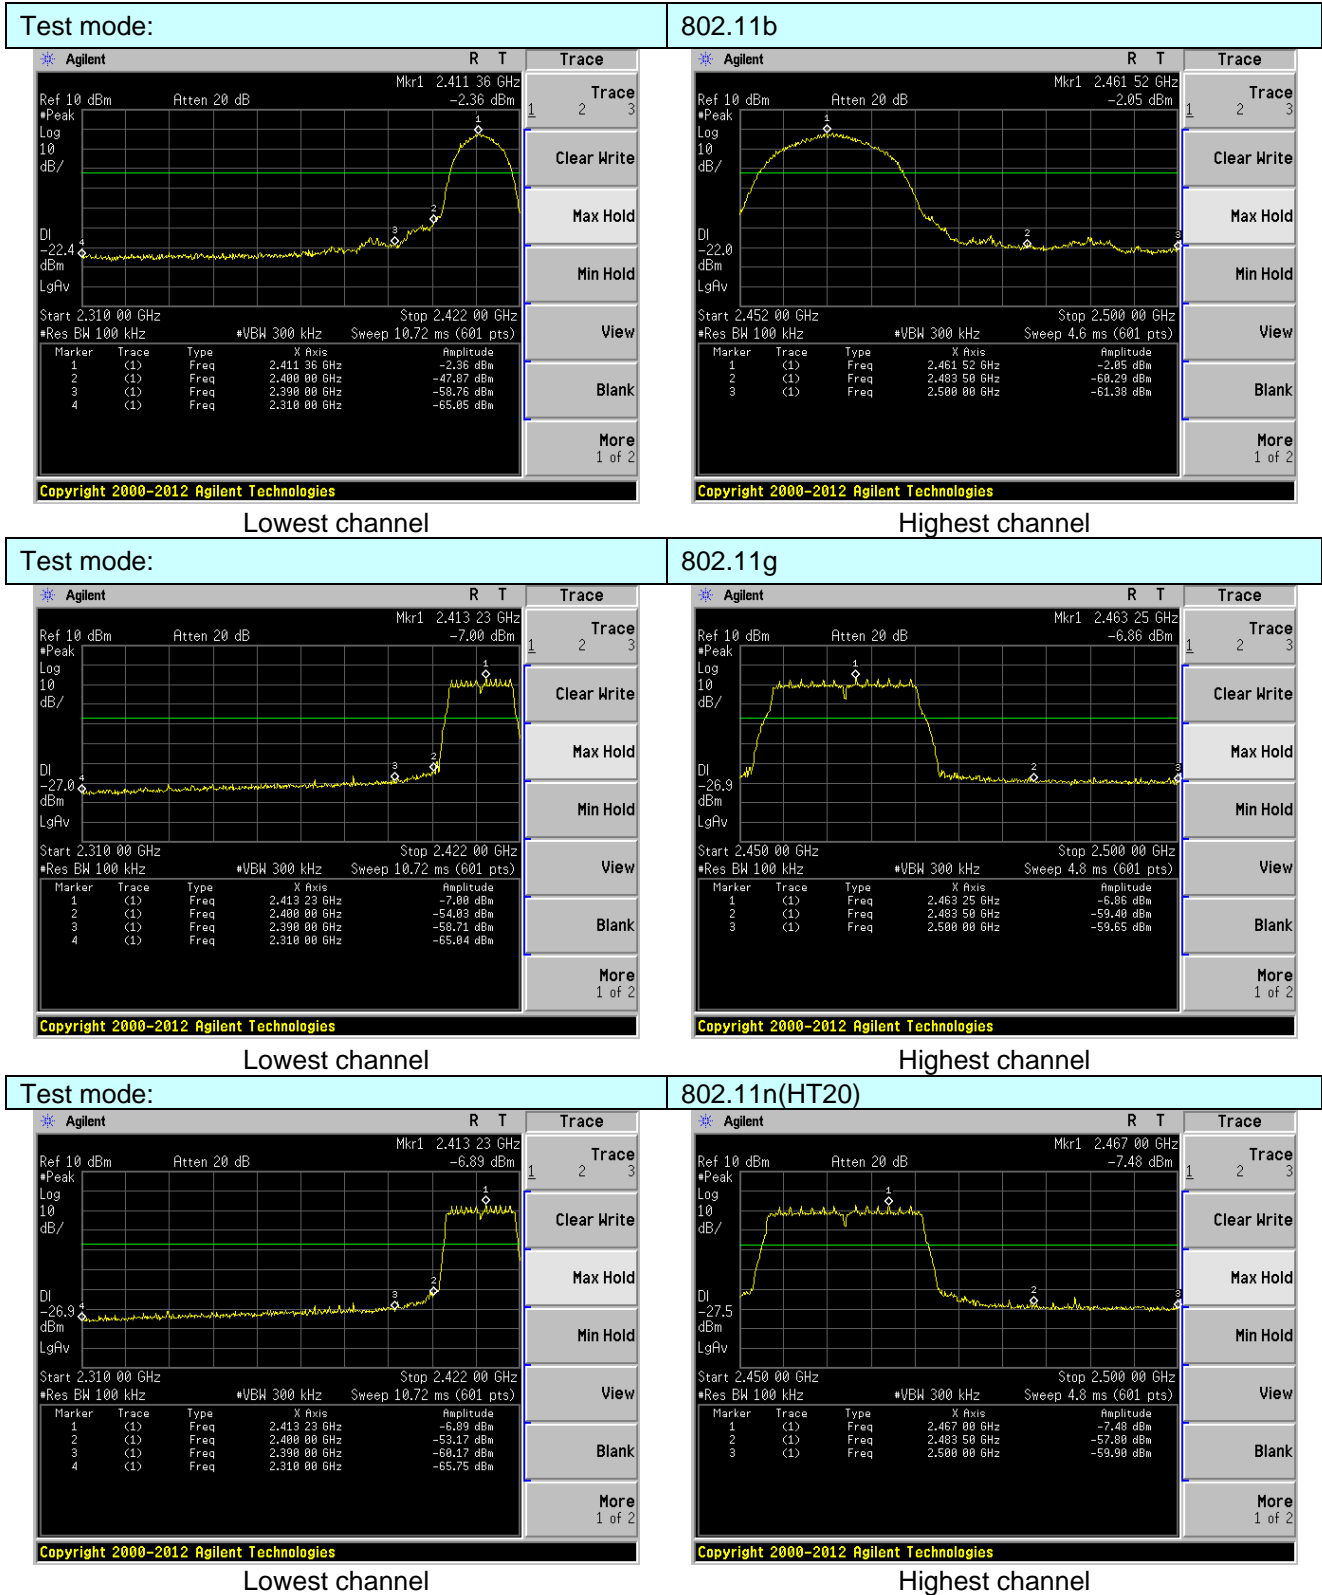 Test mode: 802.11b
Agilent R T Trace
Mkr1 2.411 36 GHz
Ref 10 dBm Atten 20 dB -2.36 dBm
#Peak
Log
10
dB/
1
2
3
4
DI
-22.4
dBm
LgAv
Start 2.310 00 GHz Stop 2.422 00 GHz
#Res BW 100 kHz #VBW 300 kHz Sweep 10.72 ms (601 pts)
Marker Trace Type X Axis Amplitude
1 (1) Freq 2.411 36 GHz -2.36 dBm
2 (1) Freq 2.400 00 GHz -47.87 dBm
3 (1) Freq 2.390 00 GHz -58.76 dBm
4 (1) Freq 2.310 00 GHz -65.05 dBm
Trace
1 2 3
Clear Write
Max Hold
Min Hold
View
Blank
More
1 of 2
Copyright 2000-2012 Agilent Technologies
Lowest channel
Agilent R T Trace
Mkr1 2.461 52 GHz
Ref 10 dBm Atten 20 dB -2.05 dBm
#Peak
Log
10
dB/
1
2
3
DI
-22.0
dBm
LgAv
Start 2.452 00 GHz Stop 2.500 00 GHz
#Res BW 100 kHz #VBW 300 kHz Sweep 4.6 ms (601 pts)
Marker Trace Type X Axis Amplitude
1 (1) Freq 2.461 52 GHz -2.05 dBm
2 (1) Freq 2.483 50 GHz -60.29 dBm
3 (1) Freq 2.500 00 GHz -61.38 dBm
Trace
1 2 3
Clear Write
Max Hold
Min Hold
View
Blank
More
1 of 2
Copyright 2000-2012 Agilent Technologies
Highest channel
Test mode: 802.11g
Agilent R T Trace
Mkr1 2.413 23 GHz
Ref 10 dBm Atten 20 dB -7.00 dBm
#Peak
Log
10
dB/
1
2
3
4
DI
-27.0
dBm
LgAv
Start 2.310 00 GHz Stop 2.422 00 GHz
#Res BW 100 kHz #VBW 300 kHz Sweep 10.72 ms (601 pts)
Marker Trace Type X Axis Amplitude
1 (1) Freq 2.413 23 GHz -7.00 dBm
2 (1) Freq 2.400 00 GHz -54.03 dBm
3 (1) Freq 2.390 00 GHz -58.71 dBm
4 (1) Freq 2.310 00 GHz -65.04 dBm
Trace
1 2 3
Clear Write
Max Hold
Min Hold
View
Blank
More
1 of 2
Copyright 2000-2012 Agilent Technologies
Lowest channel
Agilent R T Trace
Mkr1 2.463 25 GHz
Ref 10 dBm Atten 20 dB -6.86 dBm
#Peak
Log
10
dB/
1
2
3
DI
-26.9
dBm
LgAv
Start 2.450 00 GHz Stop 2.500 00 GHz
#Res BW 100 kHz #VBW 300 kHz Sweep 4.8 ms (601 pts)
Marker Trace Type X Axis Amplitude
1 (1) Freq 2.463 25 GHz -6.86 dBm
2 (1) Freq 2.483 50 GHz -59.40 dBm
3 (1) Freq 2.500 00 GHz -59.65 dBm
Trace
1 2 3
Clear Write
Max Hold
Min Hold
View
Blank
More
1 of 2
Copyright 2000-2012 Agilent Technologies
Highest channel
Test mode: 802.11n(HT20)
Agilent R T Trace
Mkr1 2.413 23 GHz
Ref 10 dBm Atten 20 dB -6.89 dBm
#Peak
Log
10
dB/
1
2
3
4
DI
-26.9
dBm
LgAv
Start 2.310 00 GHz Stop 2.422 00 GHz
#Res BW 100 kHz #VBW 300 kHz Sweep 10.72 ms (601 pts)
Marker Trace Type X Axis Amplitude
1 (1) Freq 2.413 23 GHz -6.89 dBm
2 (1) Freq 2.400 00 GHz -53.17 dBm
3 (1) Freq 2.390 00 GHz -60.17 dBm
4 (1) Freq 2.310 00 GHz -65.75 dBm
Trace
1 2 3
Clear Write
Max Hold
Min Hold
View
Blank
More
1 of 2
Copyright 2000-2012 Agilent Technologies
Lowest channel
Agilent R T Trace
Mkr1 2.467 00 GHz
Ref 10 dBm Atten 20 dB -7.48 dBm
#Peak
Log
10
dB/
1
2
3
DI
-27.5
dBm
LgAv
Start 2.450 00 GHz Stop 2.500 00 GHz
#Res BW 100 kHz #VBW 300 kHz Sweep 4.8 ms (601 pts)
Marker Trace Type X Axis Amplitude
1 (1) Freq 2.467 00 GHz -7.48 dBm
2 (1) Freq 2.483 50 GHz -57.80 dBm
3 (1) Freq 2.500 00 GHz -59.90 dBm
Trace
1 2 3
Clear Write
Max Hold
Min Hold
View
Blank
More
1 of 2
Copyright 2000-2012 Agilent Technologies
Highest channel